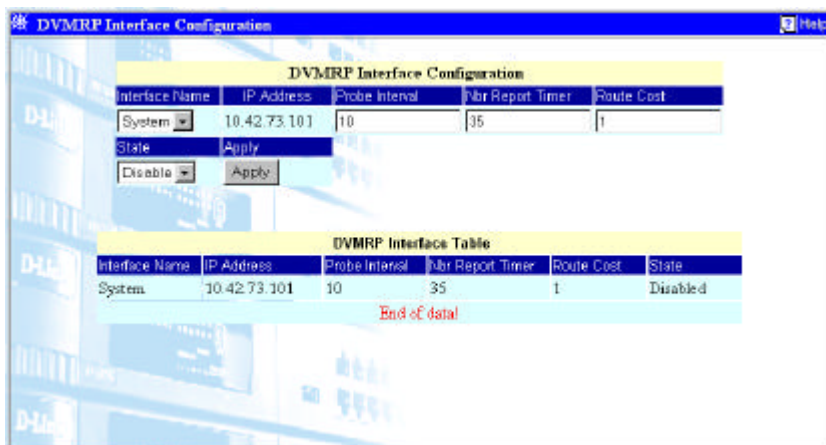 DVMRP Interface Configuration Help
DVMRP Interface Configuration
Interface Name IP Address Probe Interval Nbr Report Timer Route Cost
System 10.42.73.101 10 35 1
State Apply
Disable Apply
DVMRP Interface Table
Interface Name IP Address Probe Interval Nbr Report Timer Route Cost State
System 10.42.73.101 10 35 1 Disabled
End of data!